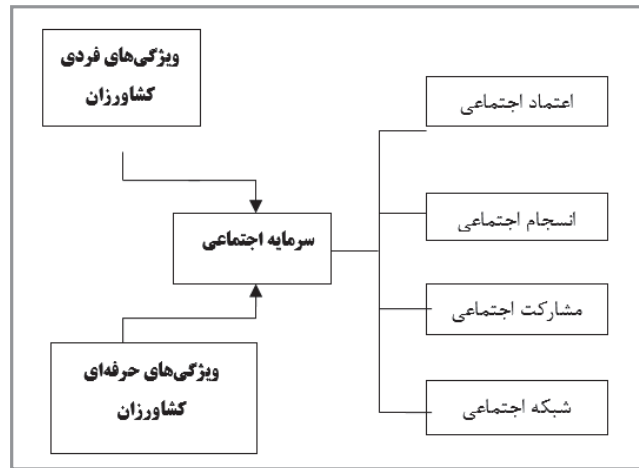 ویژگی‌های فردی
کشاورزان
اعتماد اجتماعی
انسجام اجتماعی
سرمایه اجتماعی
مشارکت اجتماعی
ویژگی‌های حرفه‌ای
کشاورزان
شبکه اجتماعی